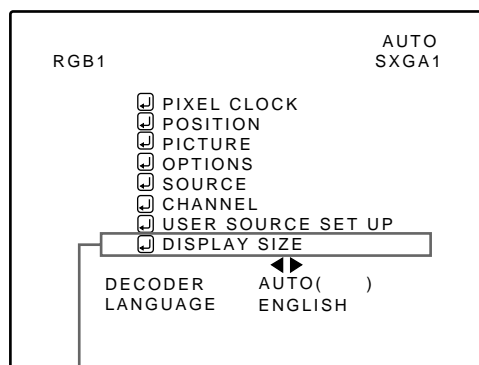 AUTO
RGB1 SXGA1
PIXEL CLOCK
POSITION
PICTURE
OPTIONS
SOURCE
CHANNEL
USER SOURCE SET UP
DISPLAY SIZE
DECODER AUTO( )
LANGUAGE ENGLISH